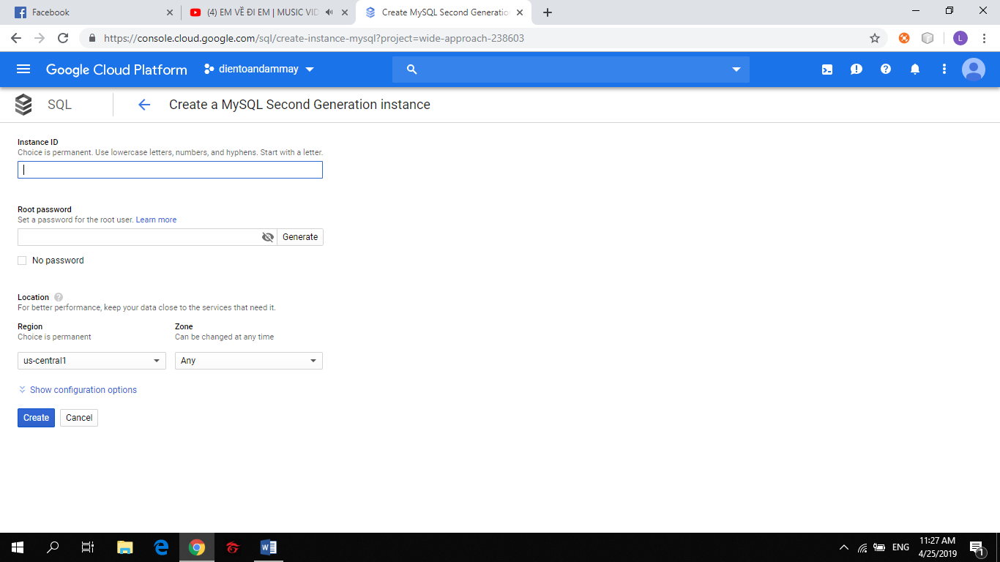 Facebook
(4) EM VỀ ĐI EM | MUSIC VID
Create MySQL Second Generation
https://console.cloud.google.com/sql/create-instance-mysql?project=wide-approach-238603
L
Google Cloud Platform
dientoandammay
SQL
Create a MySQL Second Generation instance
Instance ID
Choice is permanent. Use lowercase letters, numbers, and hyphens. Start with a letter.
Root password
Set a password for the root user. Learn more
Generate
No password
Location
For better performance, keep your data close to the services that need it.
Region Zone
Choice is permanent Can be changed at any time
us-central1 Any
Show configuration options
Create Cancel
ENG
11:27 AM
4/25/2019
1